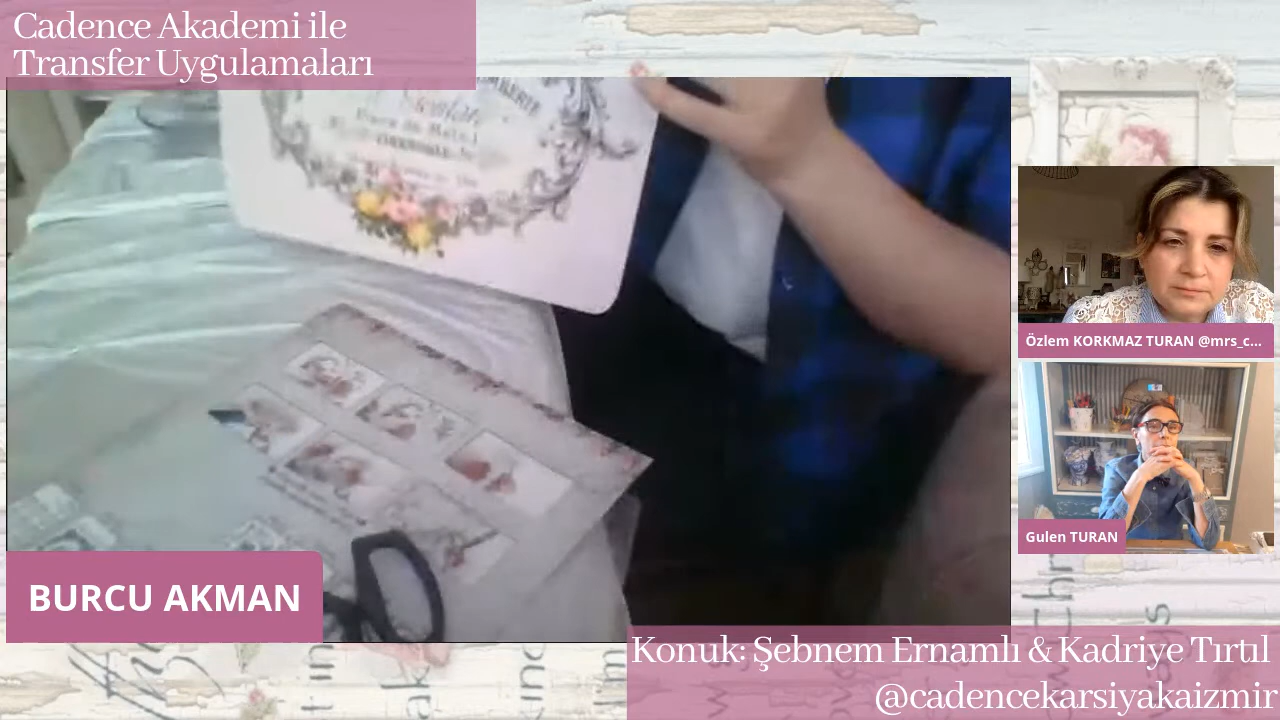 Cadence Akademi ile
Transfer Uygulamaları
Özlem KORKMAZ TURAN @mrs_c...
Gulen TURAN
BURCU AKMAN
Konuk: Şebnem Ernamlı & Kadriye Tırtıl
@cadencekarsiyakaizmir